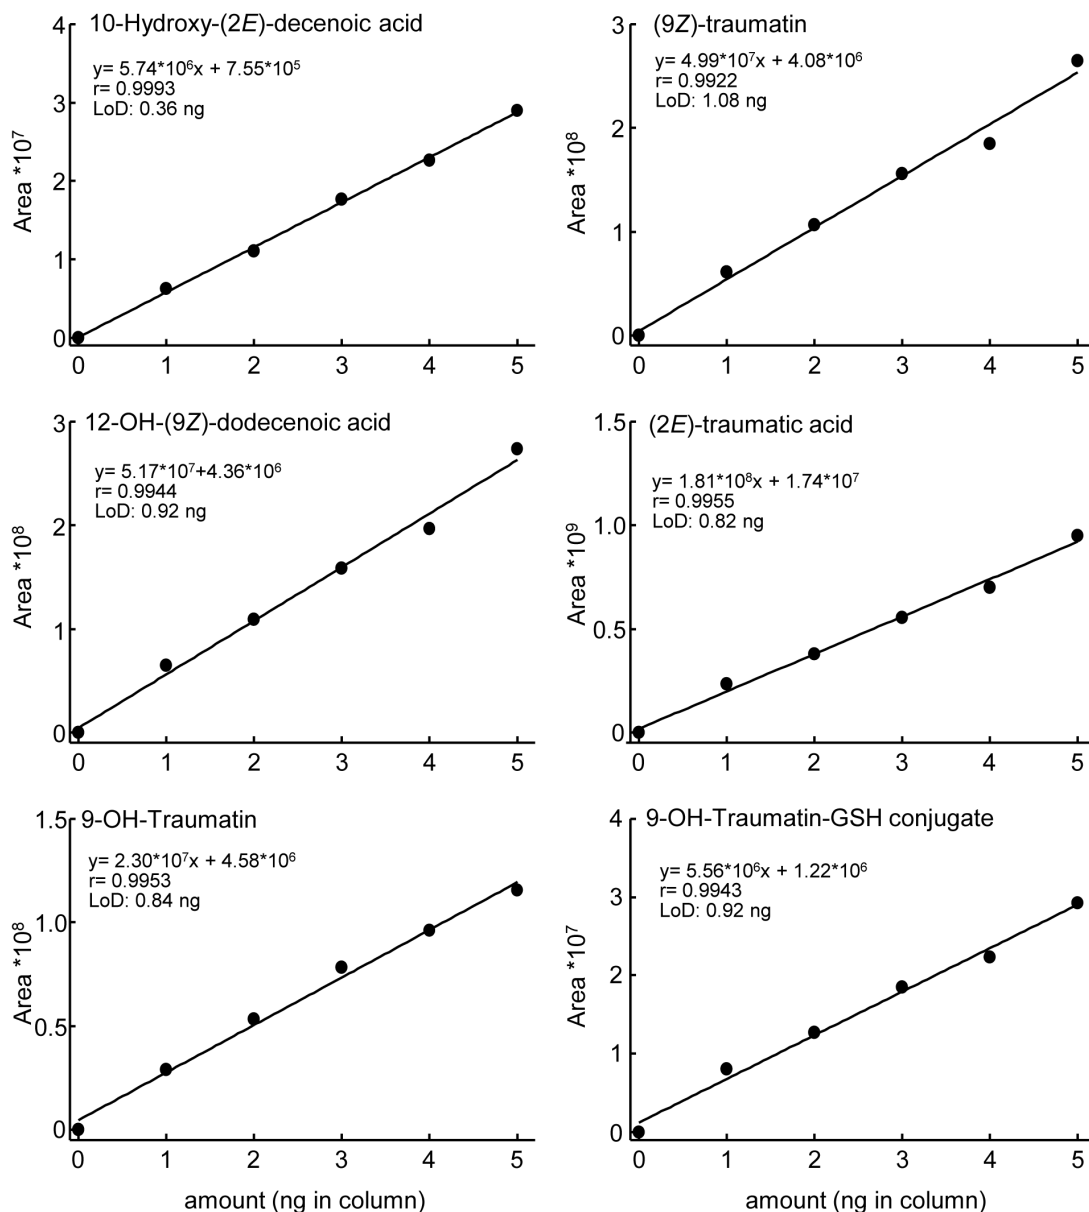 10-Hydroxy-(2E)-decenoic acid
y= 5.74*10⁶x + 7.55*10⁵
r= 0.9993
LoD: 0.36 ng
Area *10⁷
4
3
2
1
0
0 1 2 3 4 5
(9Z)-traumatin
y= 4.99*10⁷x + 4.08*10⁶
r= 0.9922
LoD: 1.08 ng
Area *10⁸
3
2
1
0
0 1 2 3 4 5
12-OH-(9Z)-dodecenoic acid
y= 5.17*10⁷+4.36*10⁶
r= 0.9944
LoD: 0.92 ng
Area *10⁸
3
2
1
0
0 1 2 3 4 5
(2E)-traumatic acid
y= 1.81*10⁸x + 1.74*10⁷
r= 0.9955
LoD: 0.82 ng
Area *10⁹
1.5
1.0
0.5
0
0 1 2 3 4 5
9-OH-Traumatin
y= 2.30*10⁷x + 4.58*10⁶
r= 0.9953
LoD: 0.84 ng
Area *10⁸
1.5
1.0
0.5
0
0 1 2 3 4 5
amount (ng in column)
9-OH-Traumatin-GSH conjugate
y= 5.56*10⁶x + 1.22*10⁶
r= 0.9943
LoD: 0.92 ng
Area *10⁷
4
3
2
1
0
0 1 2 3 4 5
amount (ng in column)